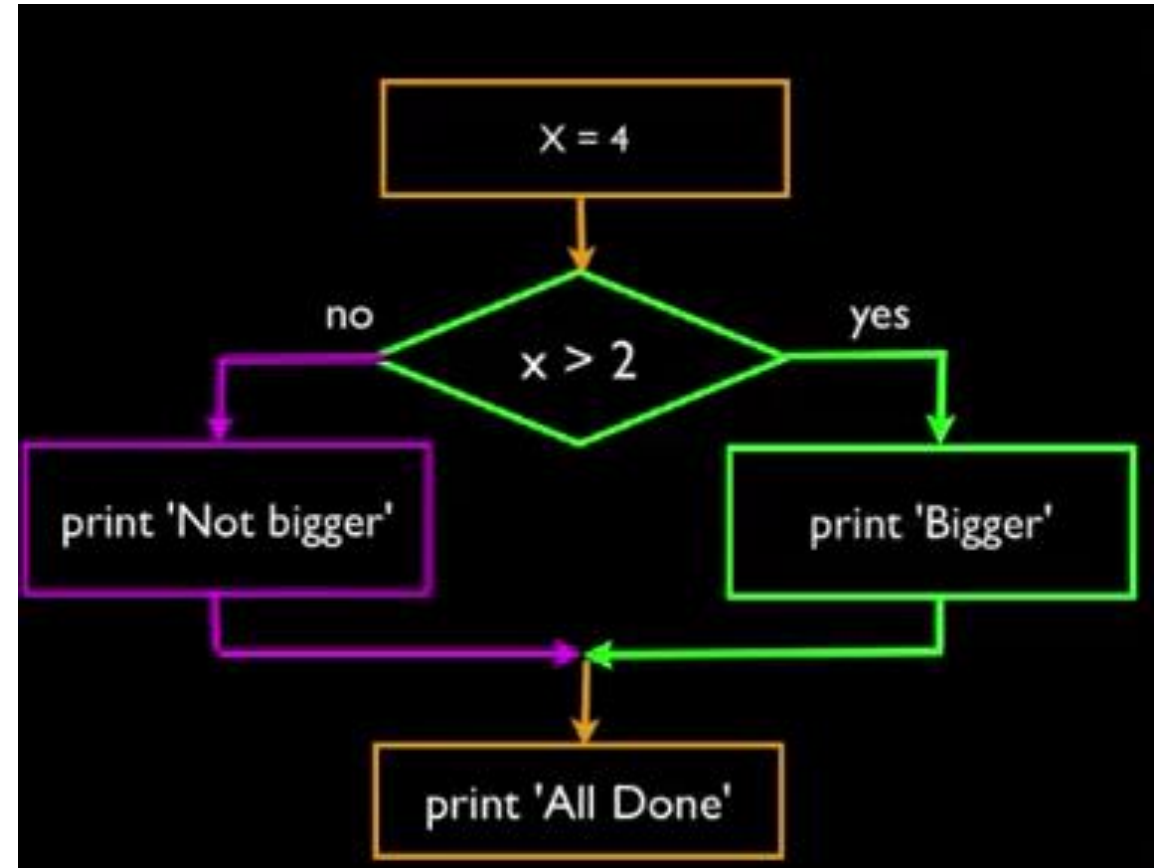 X = 4
no
yes
x > 2
print 'Not bigger'
print 'Bigger'
print 'All Done'